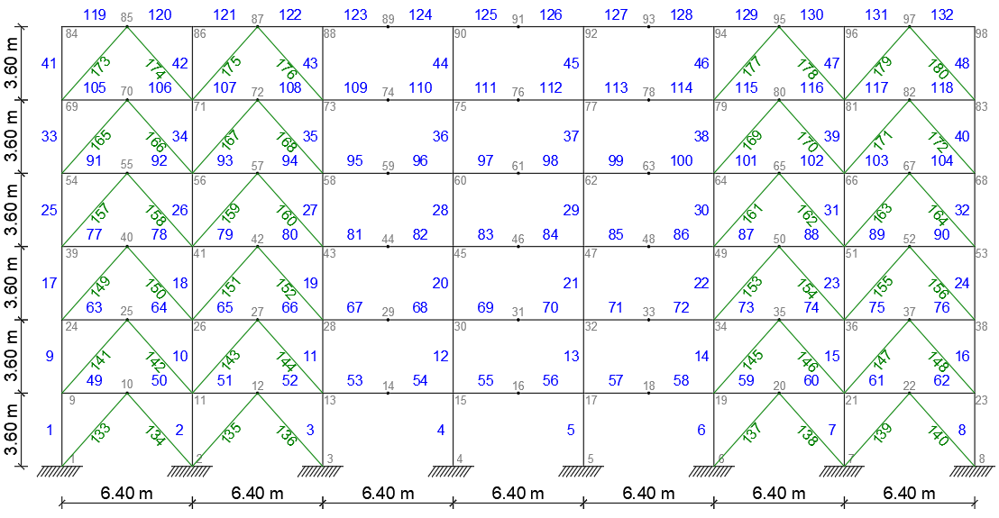 119 85 120 121 87 122 123 89 124 125 91 126 127 93 128 129 95 130 131 97 132
84 86 88 90 92 94 96 98
3.60 m 41 173 174 42 175 176 43 44 45 46 177 178 47 179 180 48
105 70 106 107 72 108 109 74 110 111 76 112 113 78 114 115 80 116 117 82 118
69 71 73 75 77 79 81 83
3.60 m 33 165 166 34 167 168 35 36 37 38 169 170 39 171 172 40
91 55 92 93 57 94 95 59 96 97 61 98 99 63 100 101 65 102 103 67 104
54 56 58 60 62 64 66 68
3.60 m 25 157 158 26 159 160 27 28 29 30 161 162 31 163 164 32
77 40 78 79 42 80 81 44 82 83 46 84 85 48 86 87 50 88 89 52 90
39 41 43 45 47 49 51 53
3.60 m 17 149 150 18 151 152 19 20 21 22 153 154 23 155 156 24
63 25 64 65 27 66 67 29 68 69 31 70 71 33 72 73 35 74 75 37 76
24 26 28 30 32 34 36 38
3.60 m 9 141 142 10 143 144 11 12 13 14 145 146 15 147 148 16
49 10 50 51 12 52 53 14 54 55 16 56 57 18 58 59 20 60 61 22 62
9 11 13 15 17 19 21 23
3.60 m 1 133 134 2 135 136 3 4 5 6 137 138 7 139 140 8
1 2 3 4 5 6 7 8
6.40 m 6.40 m 6.40 m 6.40 m 6.40 m 6.40 m 6.40 m